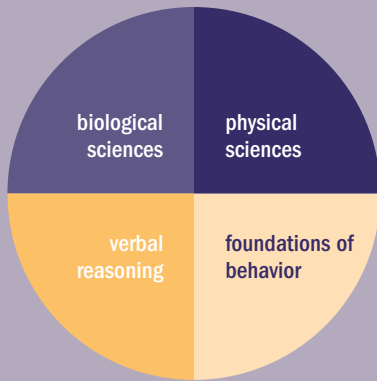 biological
sciences
physical
sciences
verbal
reasoning
foundations of
behavior